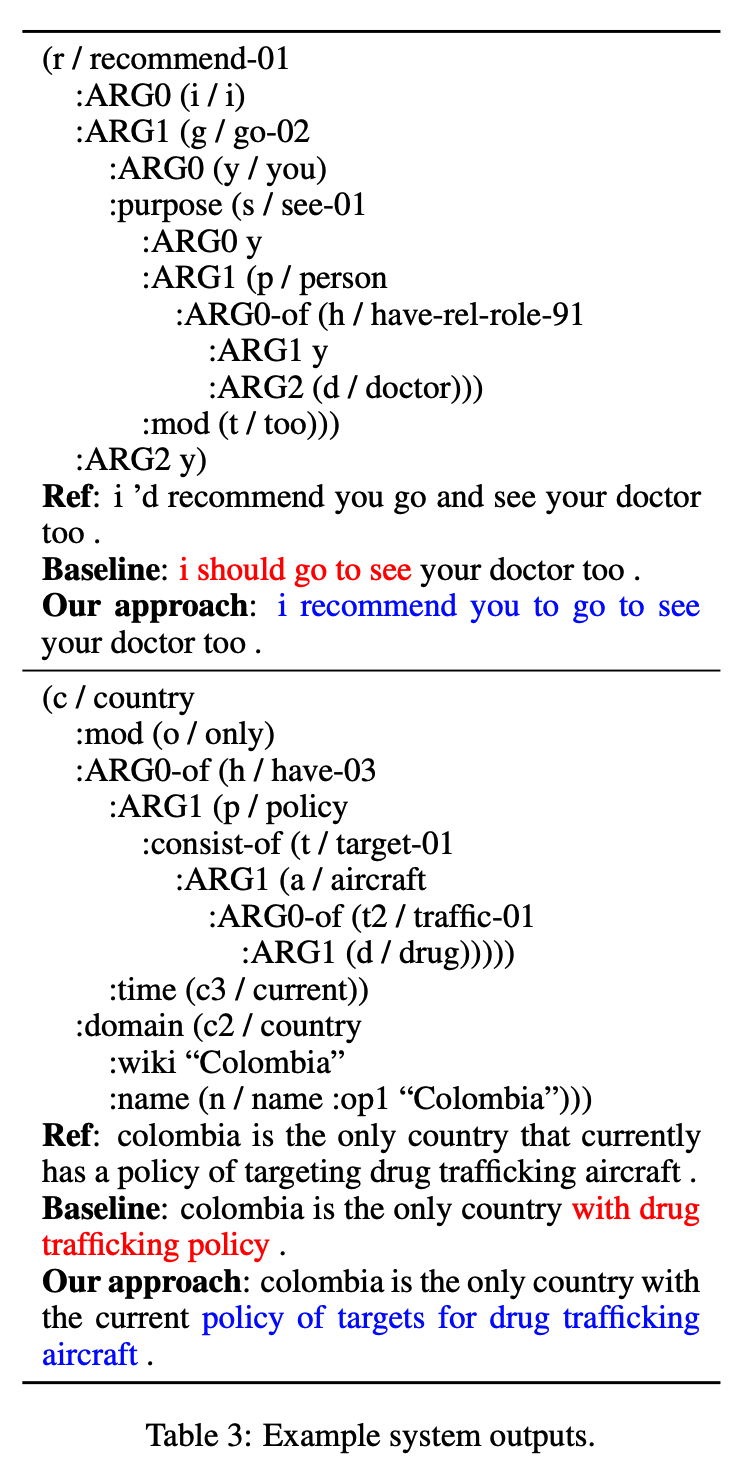 (r / recommend-01
:ARG0 (i / i)
:ARG1 (g / go-02
:ARG0 (y / you)
:purpose (s / see-01
:ARG0 y
:ARG1 (p / person
:ARG0-of (h / have-rel-role-91
:ARG1 y
:ARG2 (d / doctor)))
:mod (t / too)))
:ARG2 y)
Ref: i ’d recommend you go and see your doctor
too .
Baseline: i should go to see your doctor too .
Our approach: i recommend you to go to see
your doctor too .
(c / country
:mod (o / only)
:ARG0-of (h / have-03
:ARG1 (p / policy
:consist-of (t / target-01
:ARG1 (a / aircraft
:ARG0-of (t2 / traffic-01
:ARG1 (d / drug)))))
:time (c3 / current))
:domain (c2 / country
:wiki “Colombia”
:name (n / name :op1 “Colombia”)))
Ref: colombia is the only country that currently
has a policy of targeting drug trafficking aircraft .
Baseline: colombia is the only country with drug
trafficking policy .
Our approach: colombia is the only country with
the current policy of targets for drug trafficking
aircraft .
Table 3: Example system outputs.